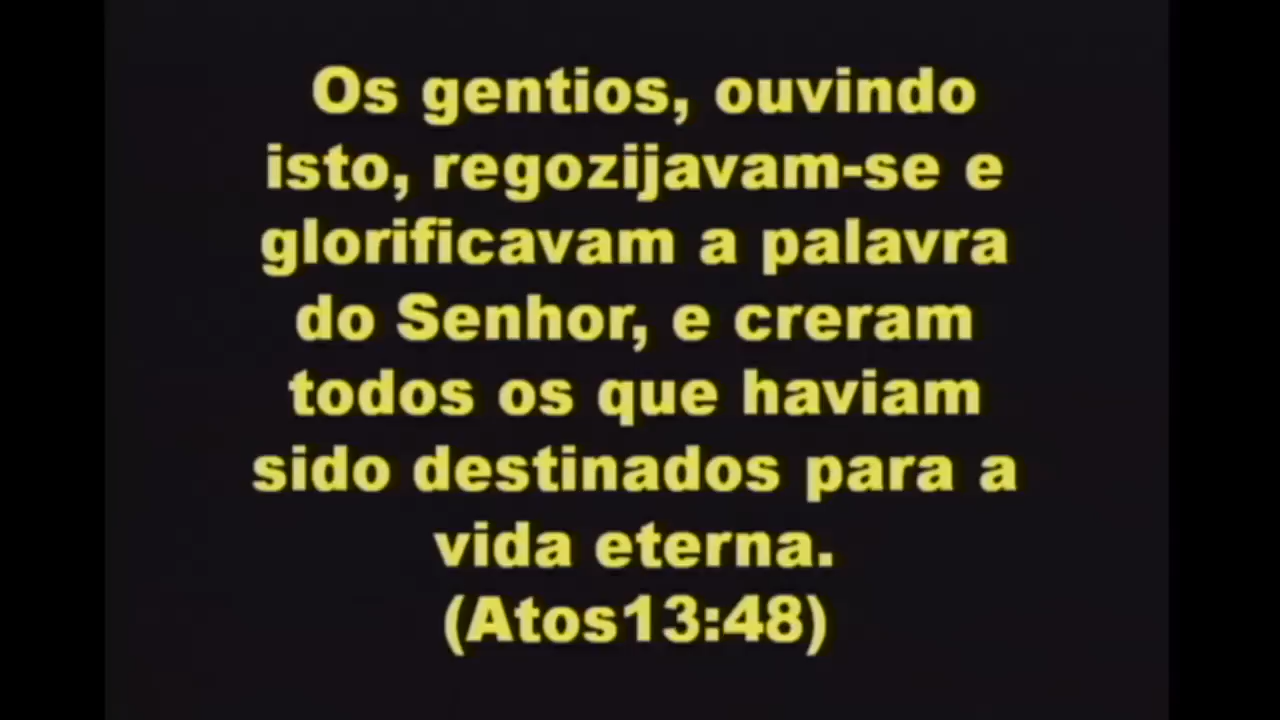 Os gentios, ouvindo
isto, regozijavam-se e
glorificavam a palavra
do Senhor, e creram
todos os que haviam
sido destinados para a
vida eterna.
(Atos13:48)